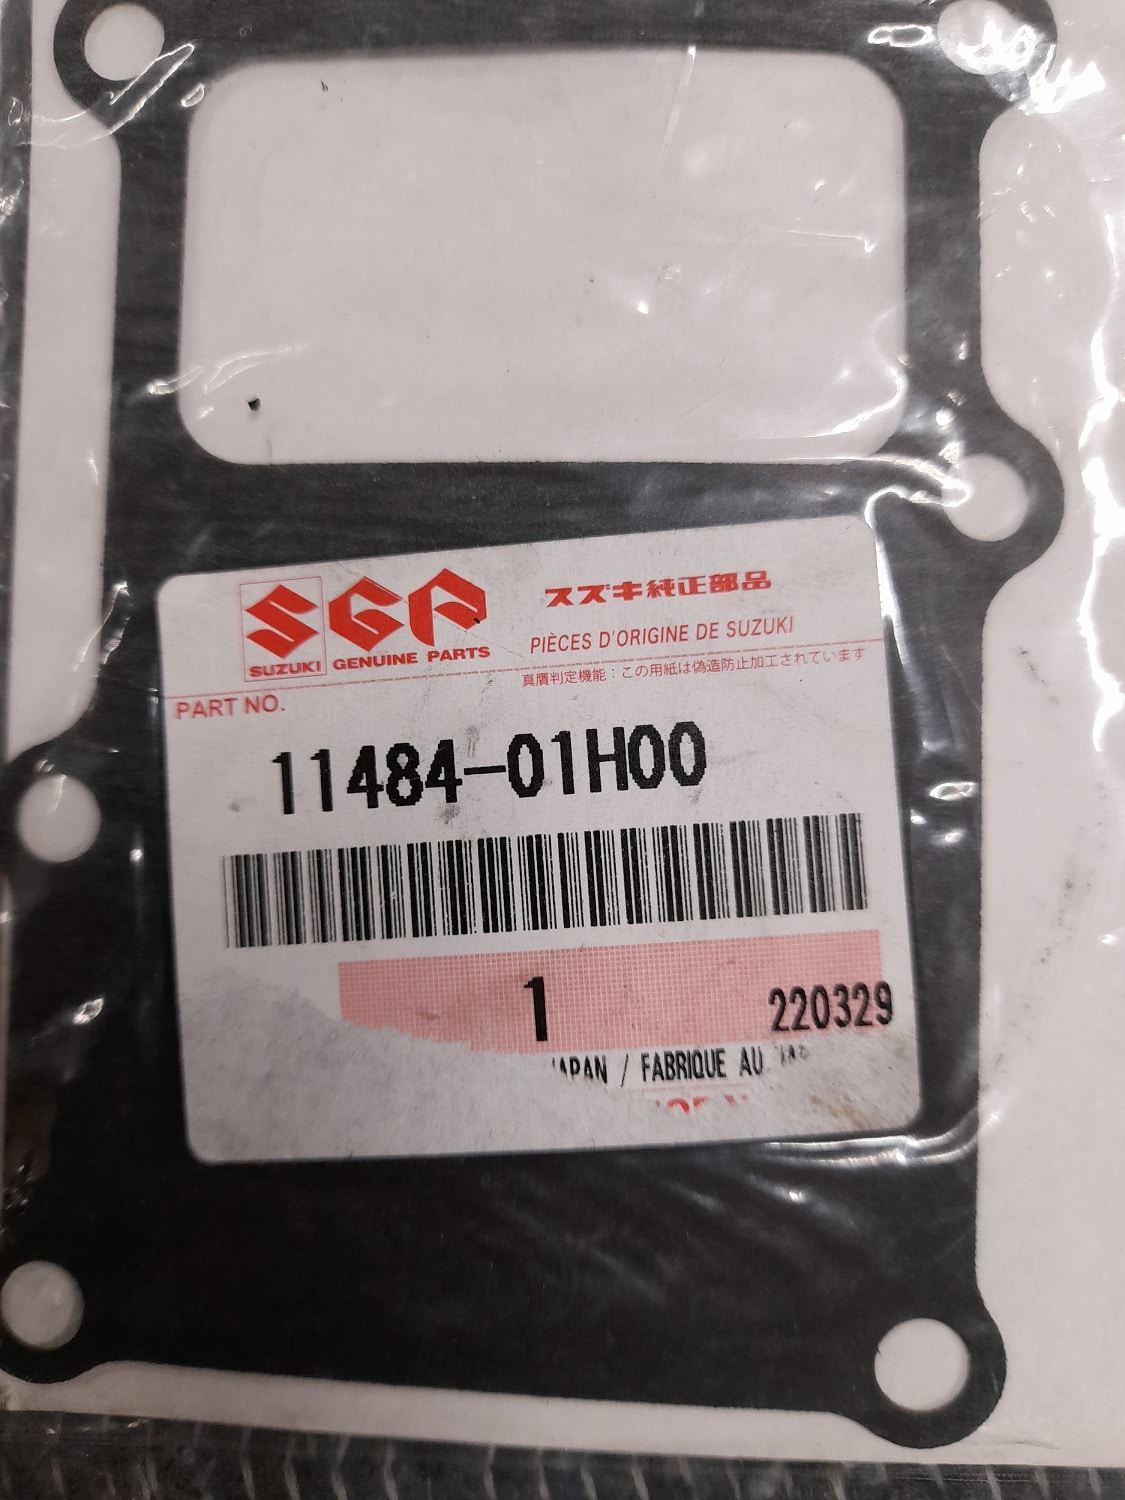 SGP
SUZUKI GENUINE PARTS
スズキ純正部品
PIÈCES D'ORIGINE DE SUZUKI
真贋判定機能：この用紙は偽造防止加工されています
PART NO.
11484-01H00
1
220329
/ FABRIQUE AU